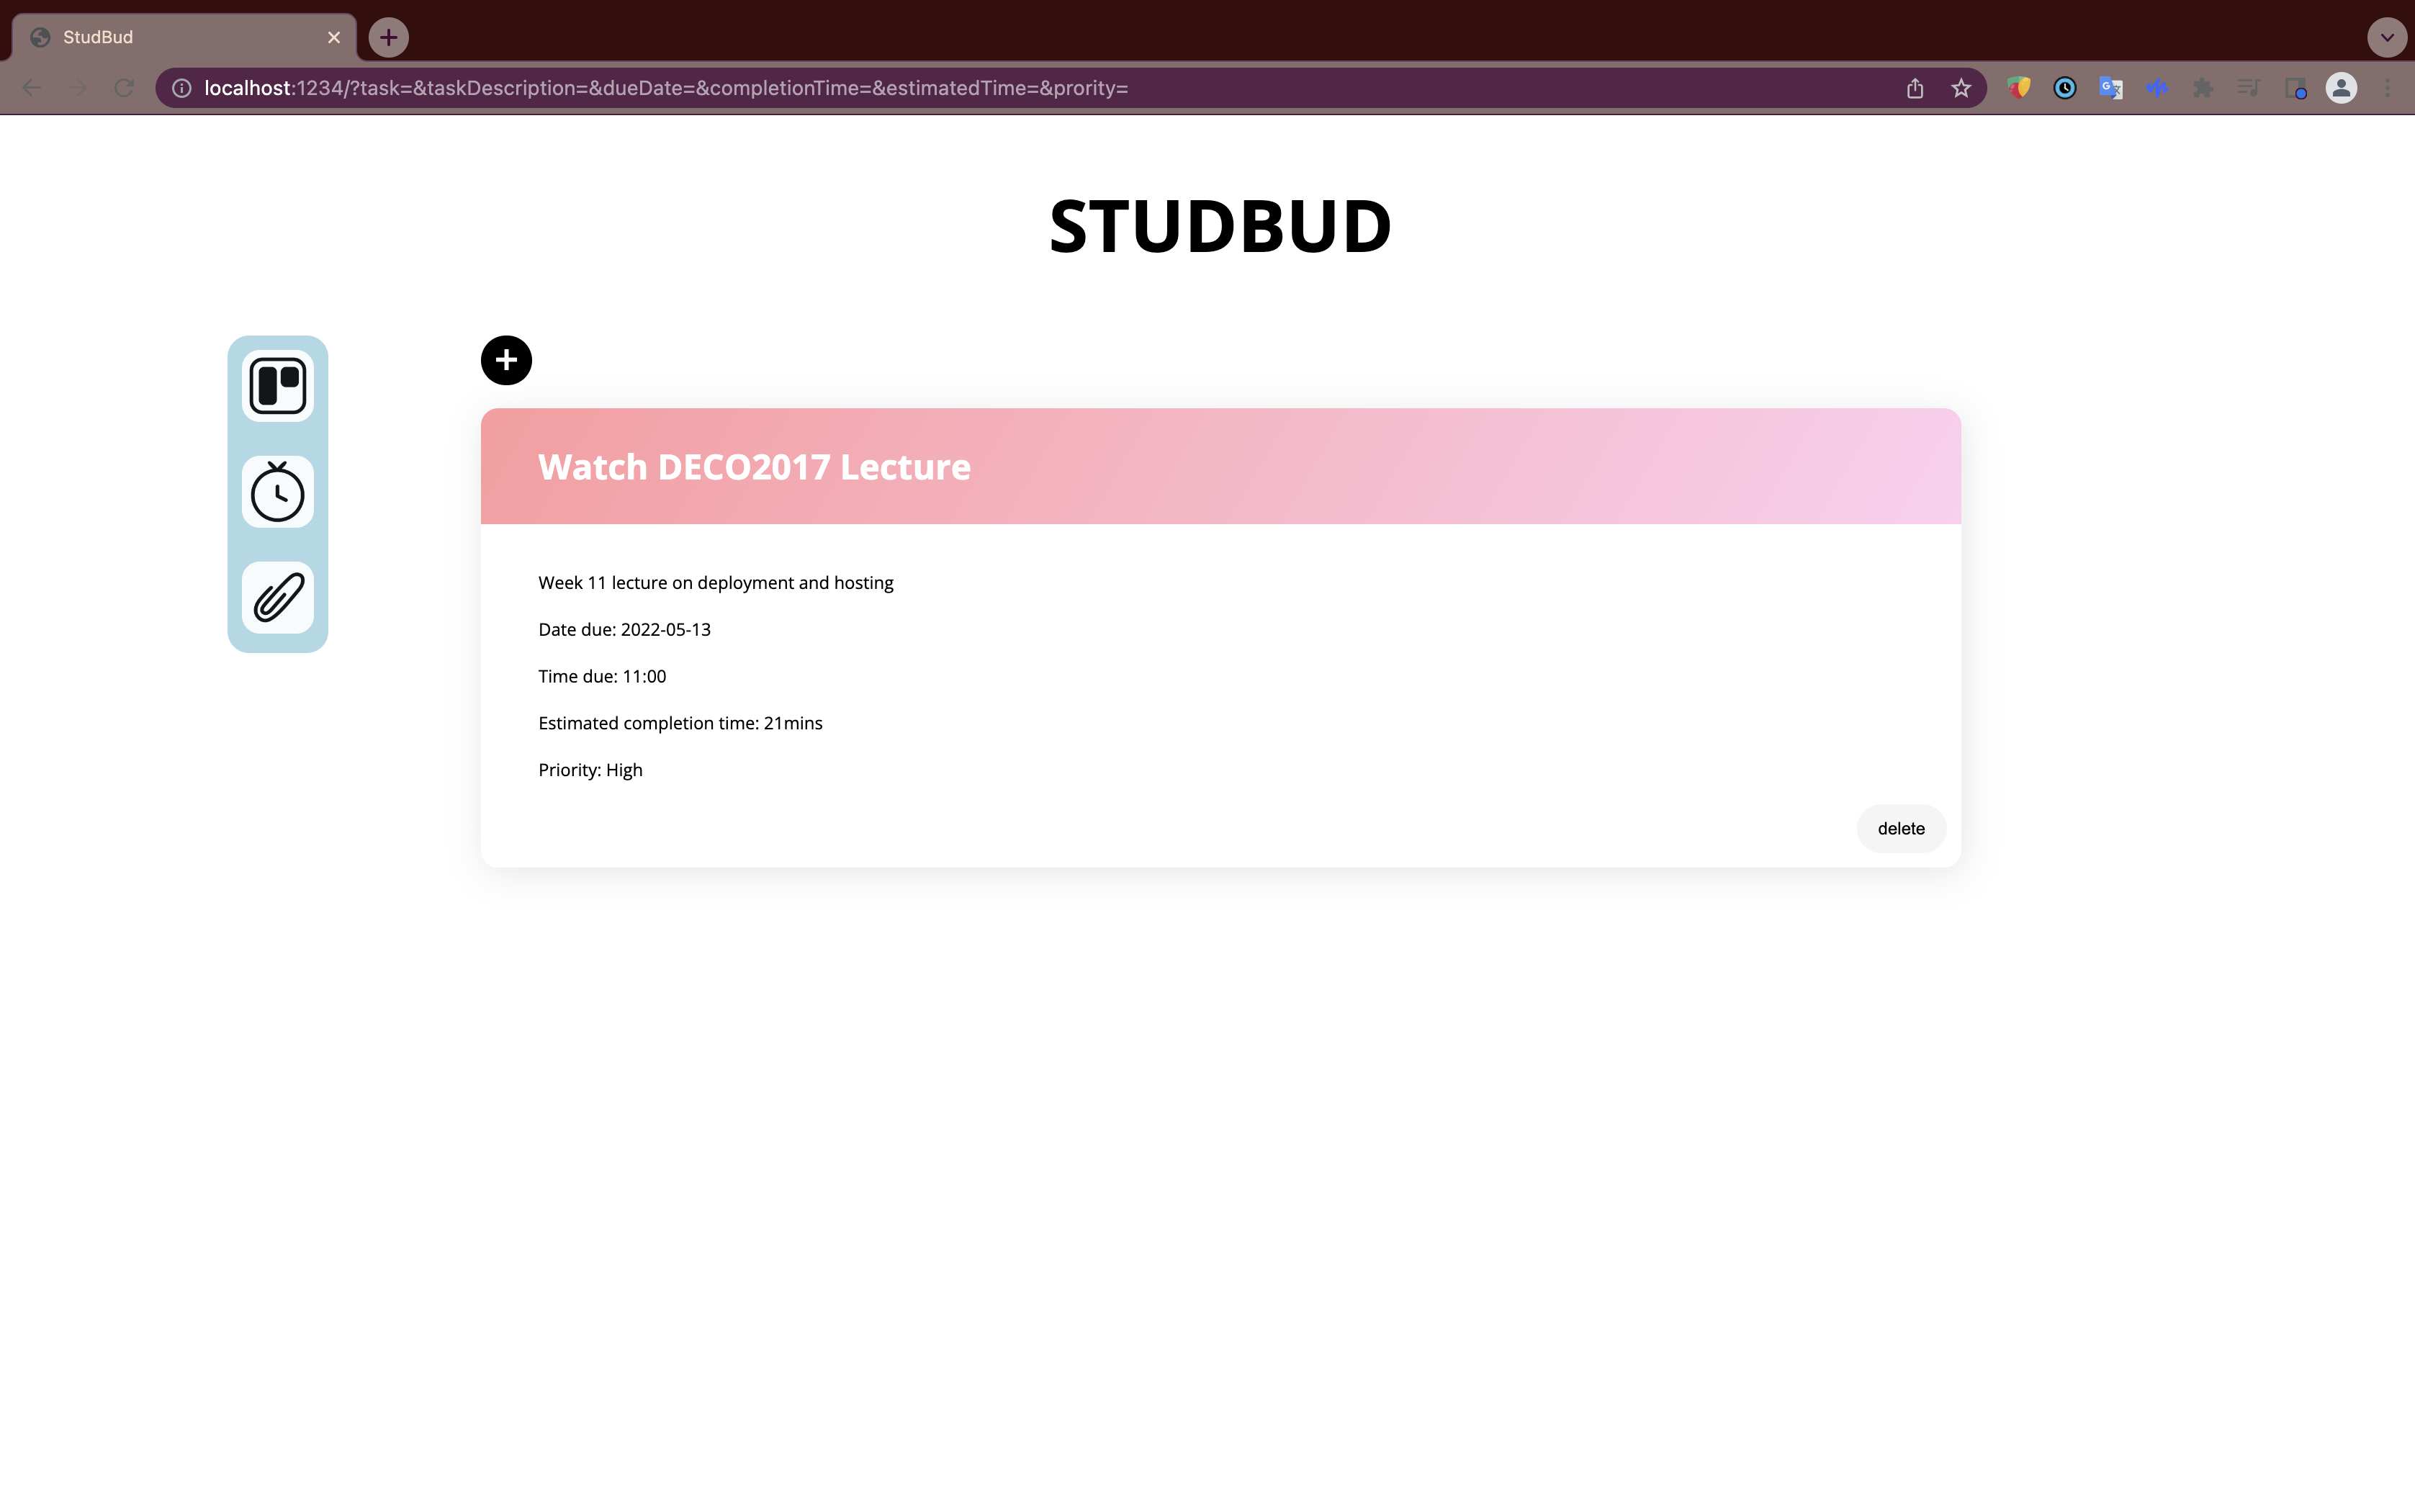 StudBud
localhost:1234/?task=&taskDescription=&dueDate=&completionTime=&estimatedTime=&prority=
STUDBUD
Watch DECO2017 Lecture
Week 11 lecture on deployment and hosting
Date due: 2022-05-13
Time due: 11:00
Estimated completion time: 21mins
Priority: High
delete